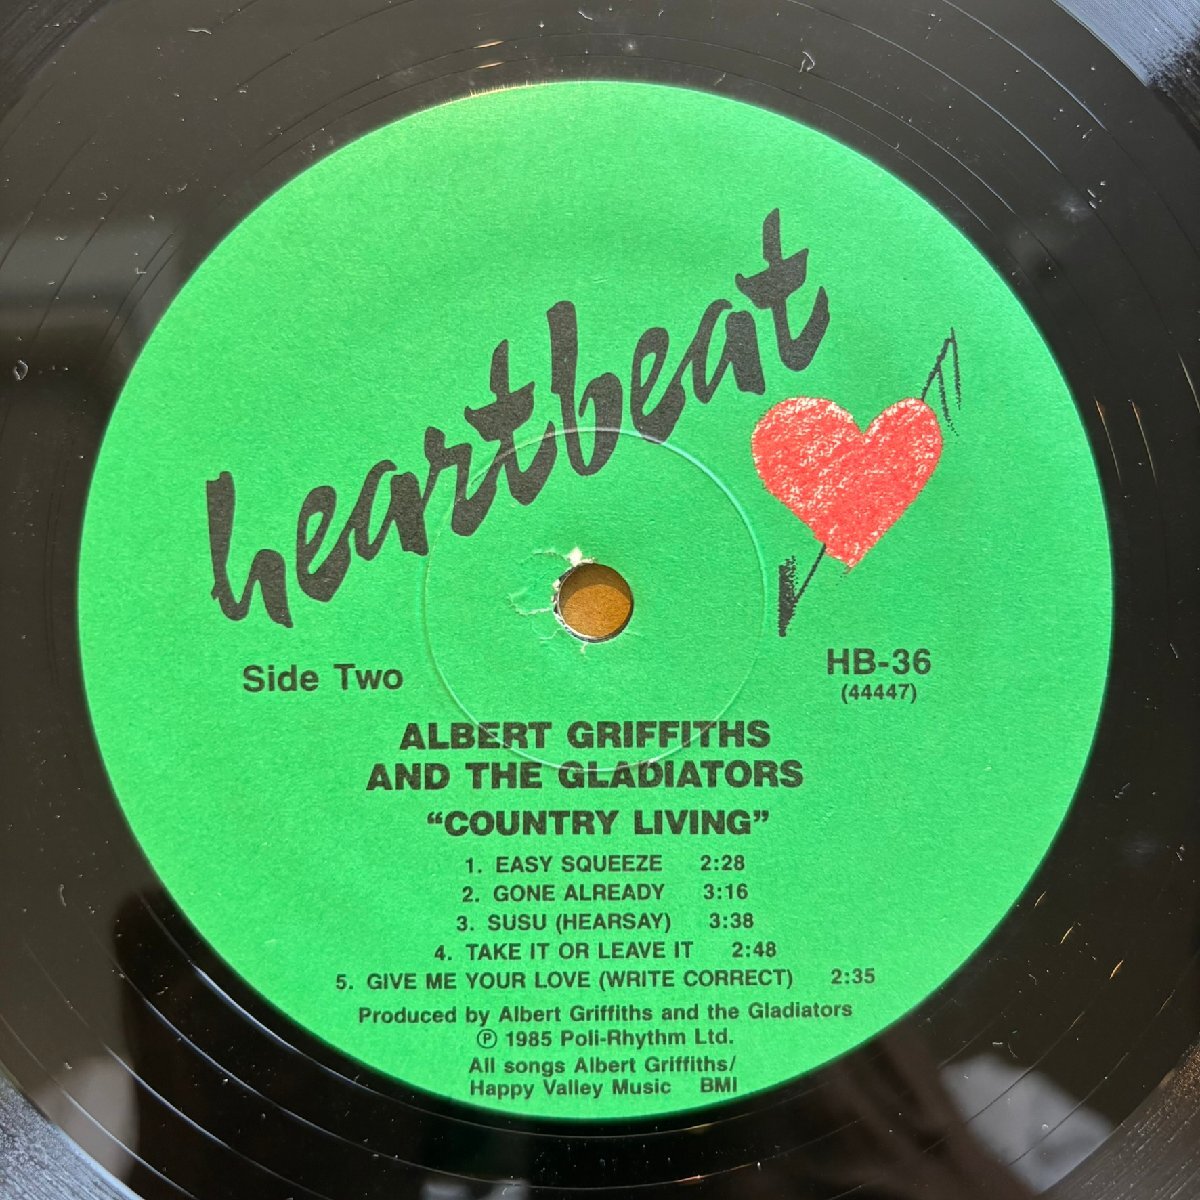 heartbeat
Side Two
HB-36
(44447)
ALBERT GRIFFITHS
AND THE GLADIATORS
“COUNTRY LIVING”
1. EASY SQUEEZE 2:28
2. GONE ALREADY 3:16
3. SUSU (HEARSAY) 3:38
4. TAKE IT OR LEAVE IT 2:48
5. GIVE ME YOUR LOVE (WRITE CORRECT) 2:35
Produced by Albert Griffiths and the Gladiators
℗ 1985 Poli-Rhythm Ltd.
All songs Albert Griffiths/
Happy Valley Music BMI